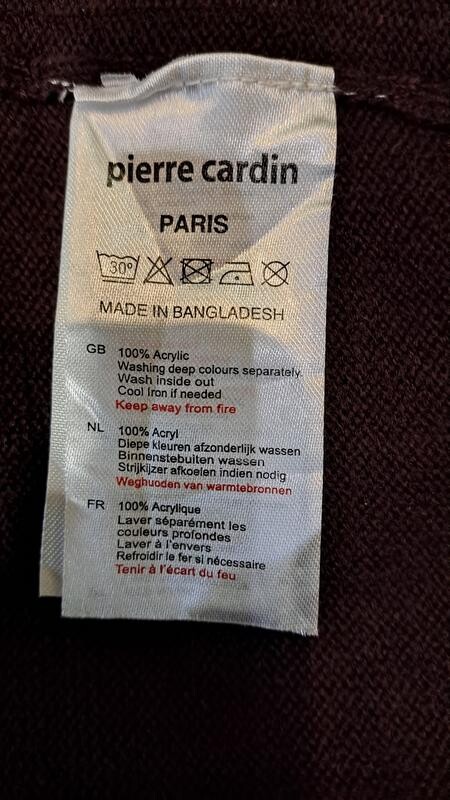 pierre cardin
PARIS
30°
MADE IN BANGLADESH
GB
100% Acrylic
Washing deep colours separately
Wash inside out
Cool Iron if needed
Keep away from fire
NL
100% Acryl
Diepe kleuren afzonderlijk wassen
Binnenstebuiten wassen
Strijkijzer afkoelen indien nodig
Weghuoden van warmtebronnen
FR
100% Acrylique
Laver séparément les
couleurs profondes
Laver à l'envers
Refroidir le fer si nécessaire
Tenir à l'écart du feu